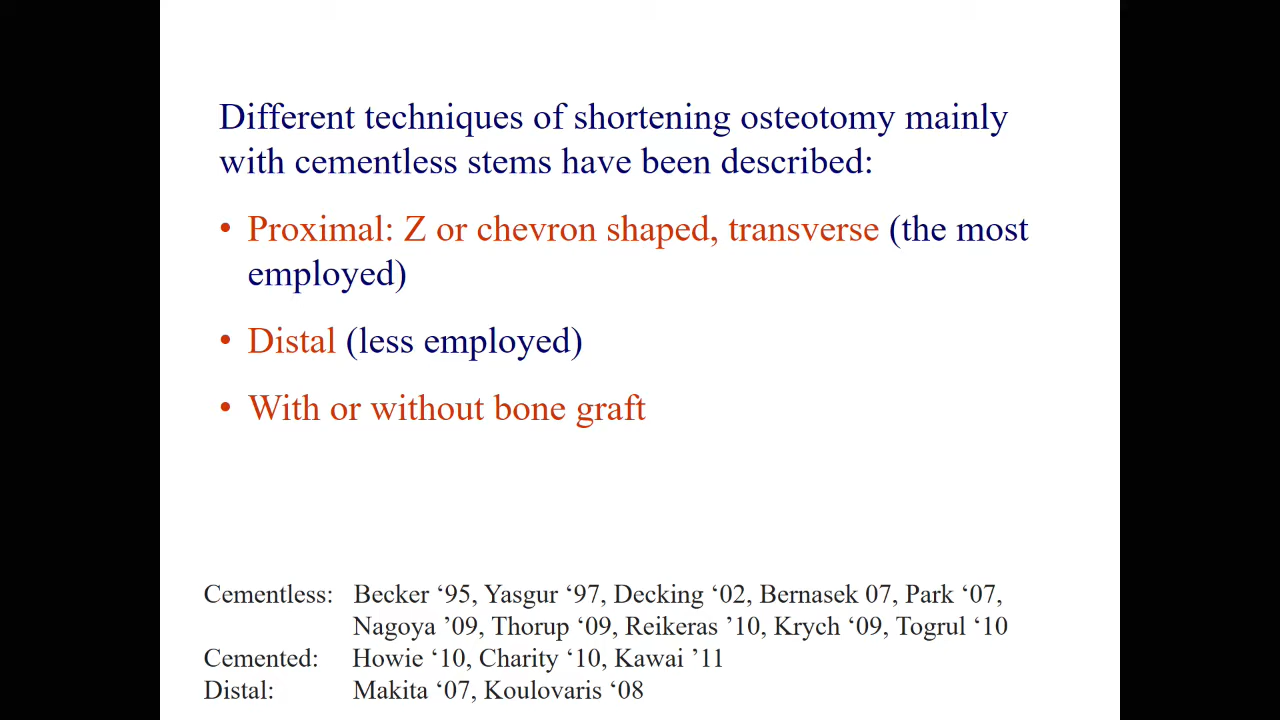 Different techniques of shortening osteotomy mainly
with cementless stems have been described:
• Proximal: Z or chevron shaped, transverse (the most
employed)
• Distal (less employed)
• With or without bone graft
Cementless: Becker ‘95, Yasgur ‘97, Decking ‘02, Bernasek 07, Park ‘07,
Nagoya ’09, Thorup ‘09, Reikeras ’10, Krych ‘09, Togrul ‘10
Cemented: Howie ‘10, Charity ‘10, Kawai ’11
Distal: Makita ‘07, Koulovaris ‘08